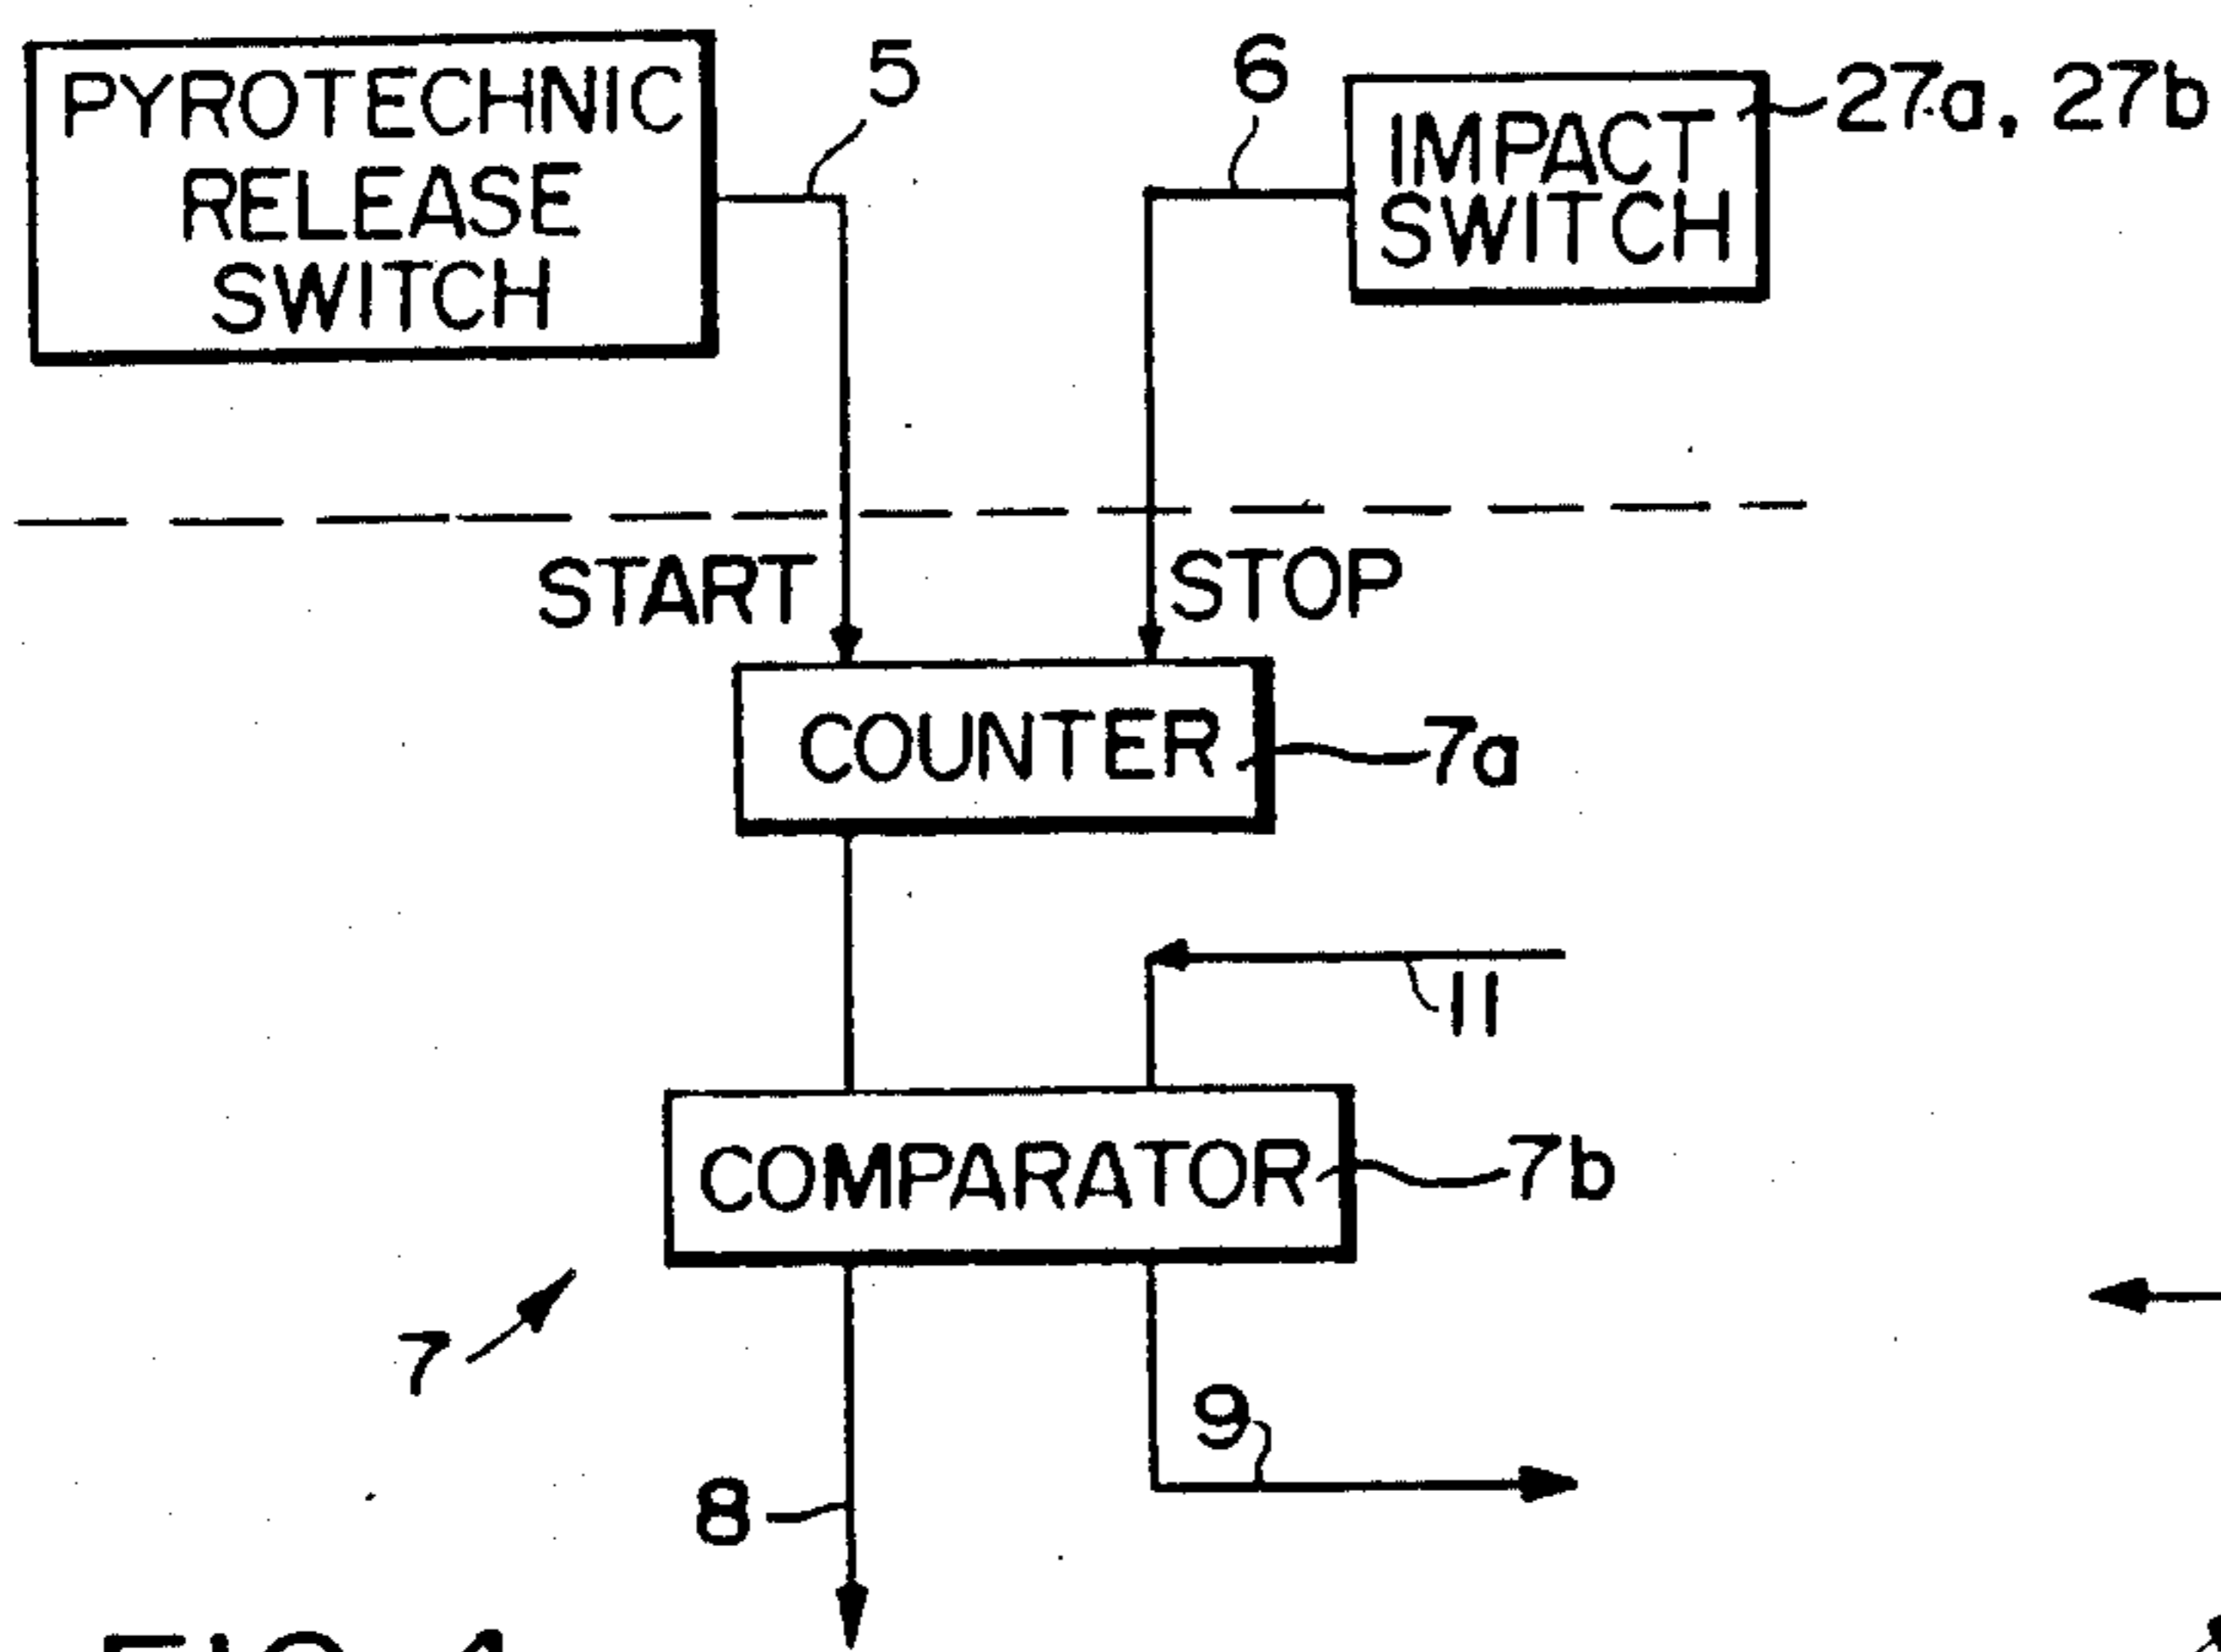 PYROTECHNIC
RELEASE
SWITCH
5
6
IMPACT
SWITCH
27a, 27b
START
STOP
COUNTER
7a
11
COMPARATOR
7b
7
9
8